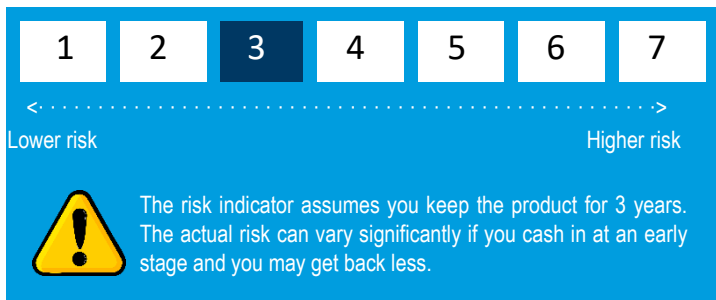 1 2 3 4 5 6 7
Lower risk Higher risk
The risk indicator assumes you keep the product for 3 years.
The actual risk can vary significantly if you cash in at an early
stage and you may get back less.